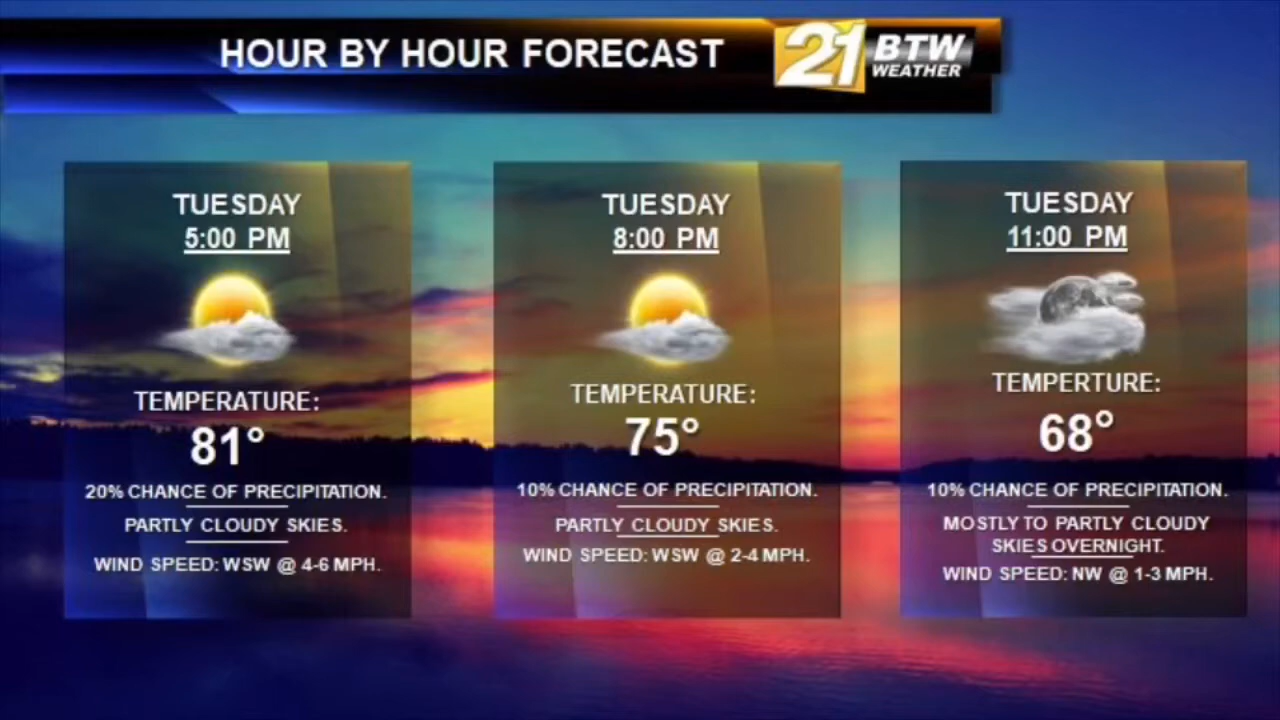 HOUR BY HOUR FORECAST
21 BTW
WEATHER
TUESDAY
5:00 PM
TEMPERATURE:
81°
20% CHANCE OF PRECIPITATION.
PARTLY CLOUDY SKIES.
WIND SPEED: WSW @ 4-6 MPH.
TUESDAY
8:00 PM
TEMPERATURE:
75°
10% CHANCE OF PRECIPITATION.
PARTLY CLOUDY SKIES.
WIND SPEED: WSW @ 2-4 MPH.
TUESDAY
11:00 PM
TEMPERTURE:
68°
10% CHANCE OF PRECIPITATION.
MOSTLY TO PARTLY CLOUDY
SKIES OVERNIGHT.
WIND SPEED: NW @ 1-3 MPH.